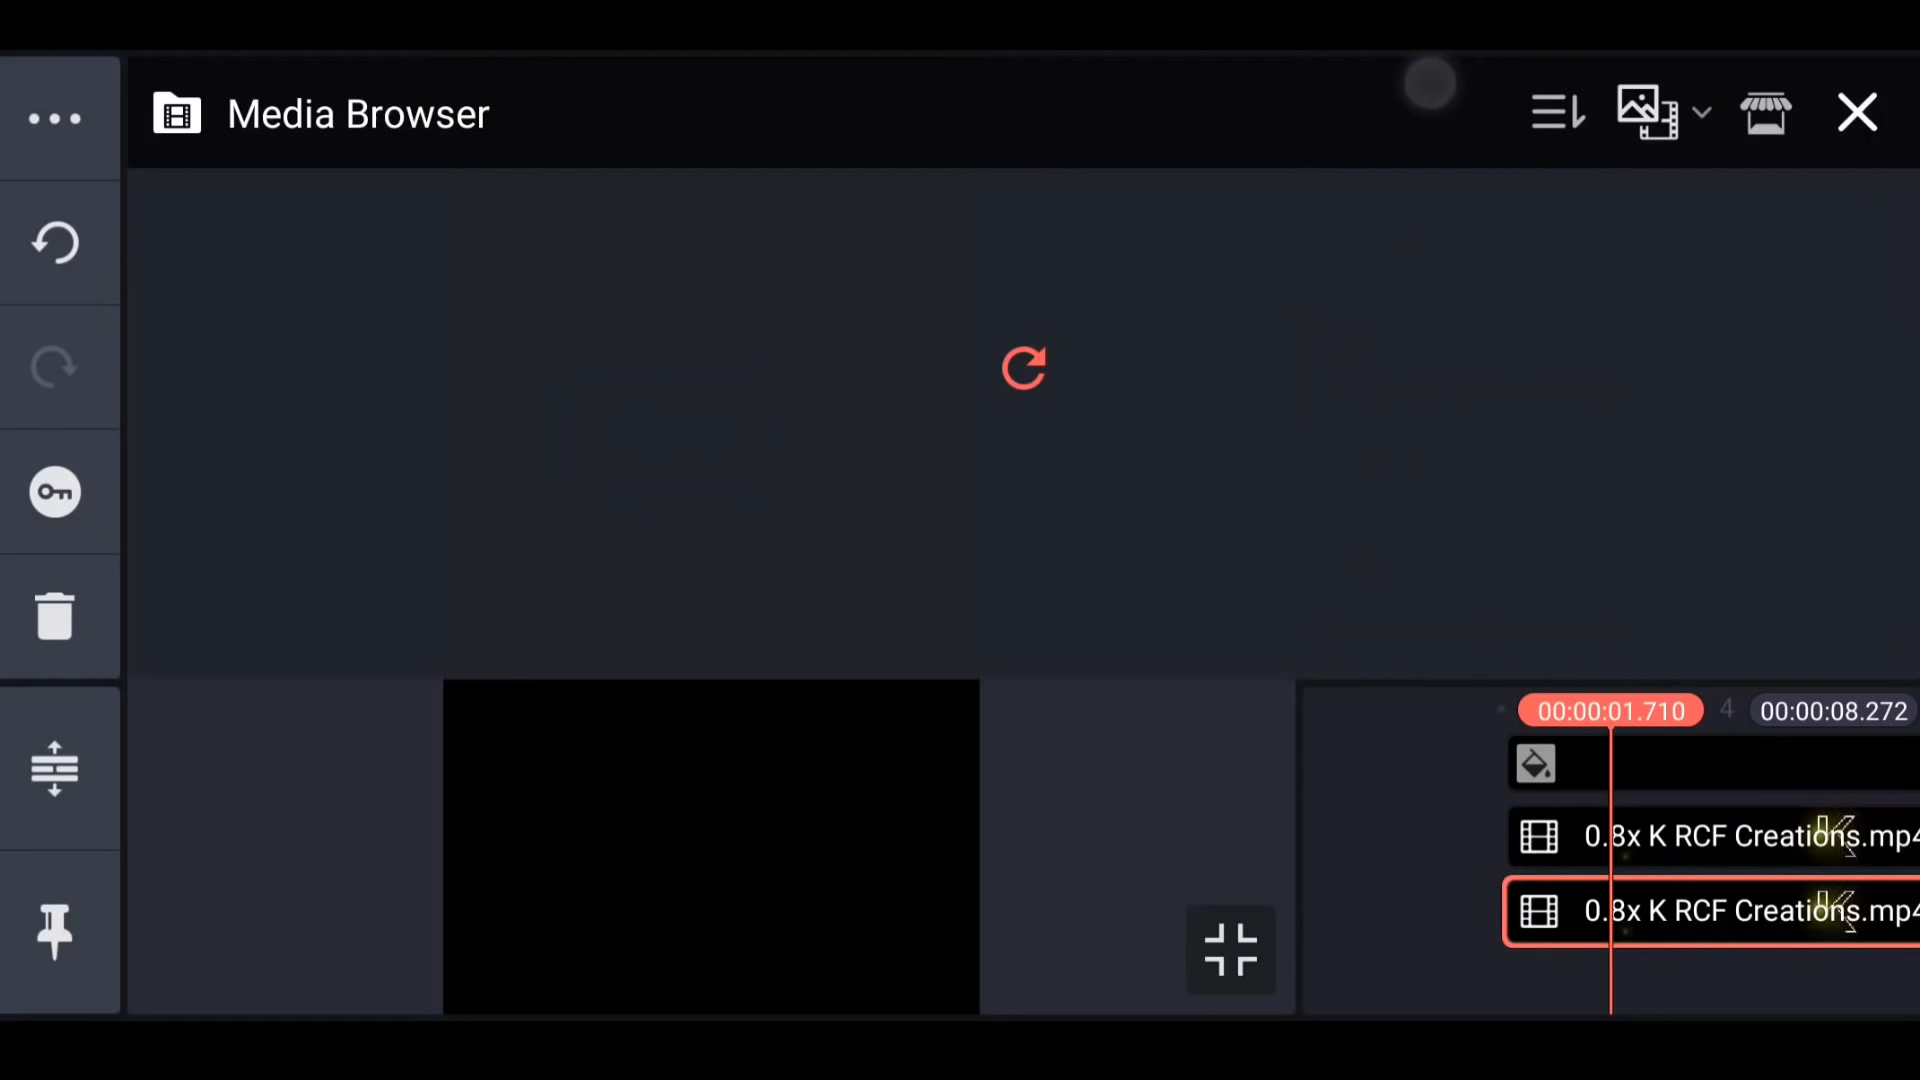 Media Browser
00:00:01.710 4 00:00:08.272
0.8x K RCF Creations.mp4
0.8x K RCF Creations.mp4